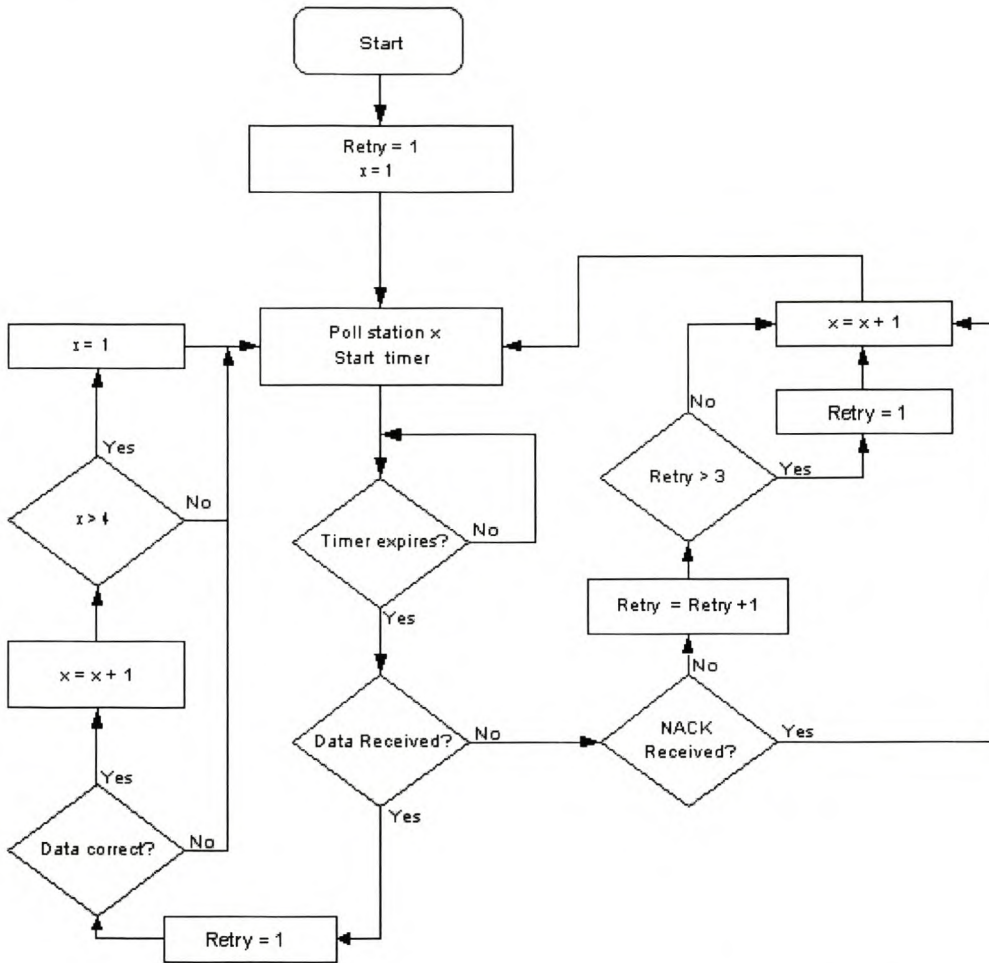 Start
Retry = 1
x = 1
Poll station x
Start timer
x = 1
x = x + 1
Retry = 1
No
Retry > 3
Yes
Yes
x > 4
No
Timer expires?
No
Yes
Retry = Retry +1
x = x + 1
No
Data Received?
No
NACK
Received?
Yes
Yes
Yes
Data correct?
No
Retry = 1